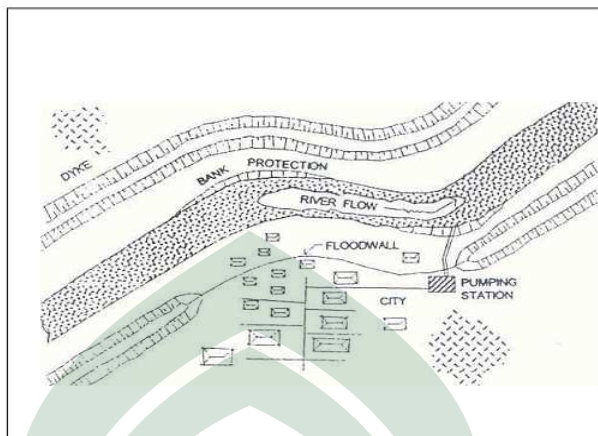 DYKE
BANK PROTECTION
RIVER FLOW
FLOODWALL
CITY
PUMPING
STATION